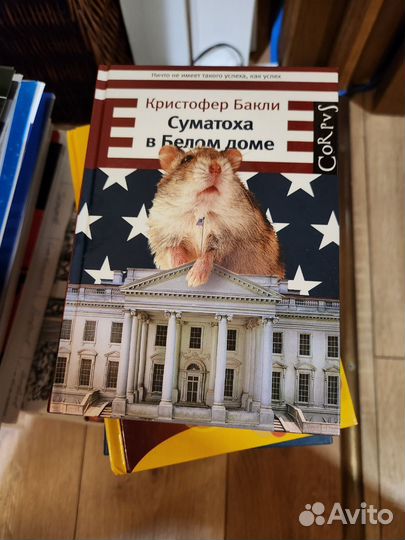 Ничто не имеет такого успеха, как успех
Кристофер Бакли
Суматоха
в Белом доме
CORPVS
Avito